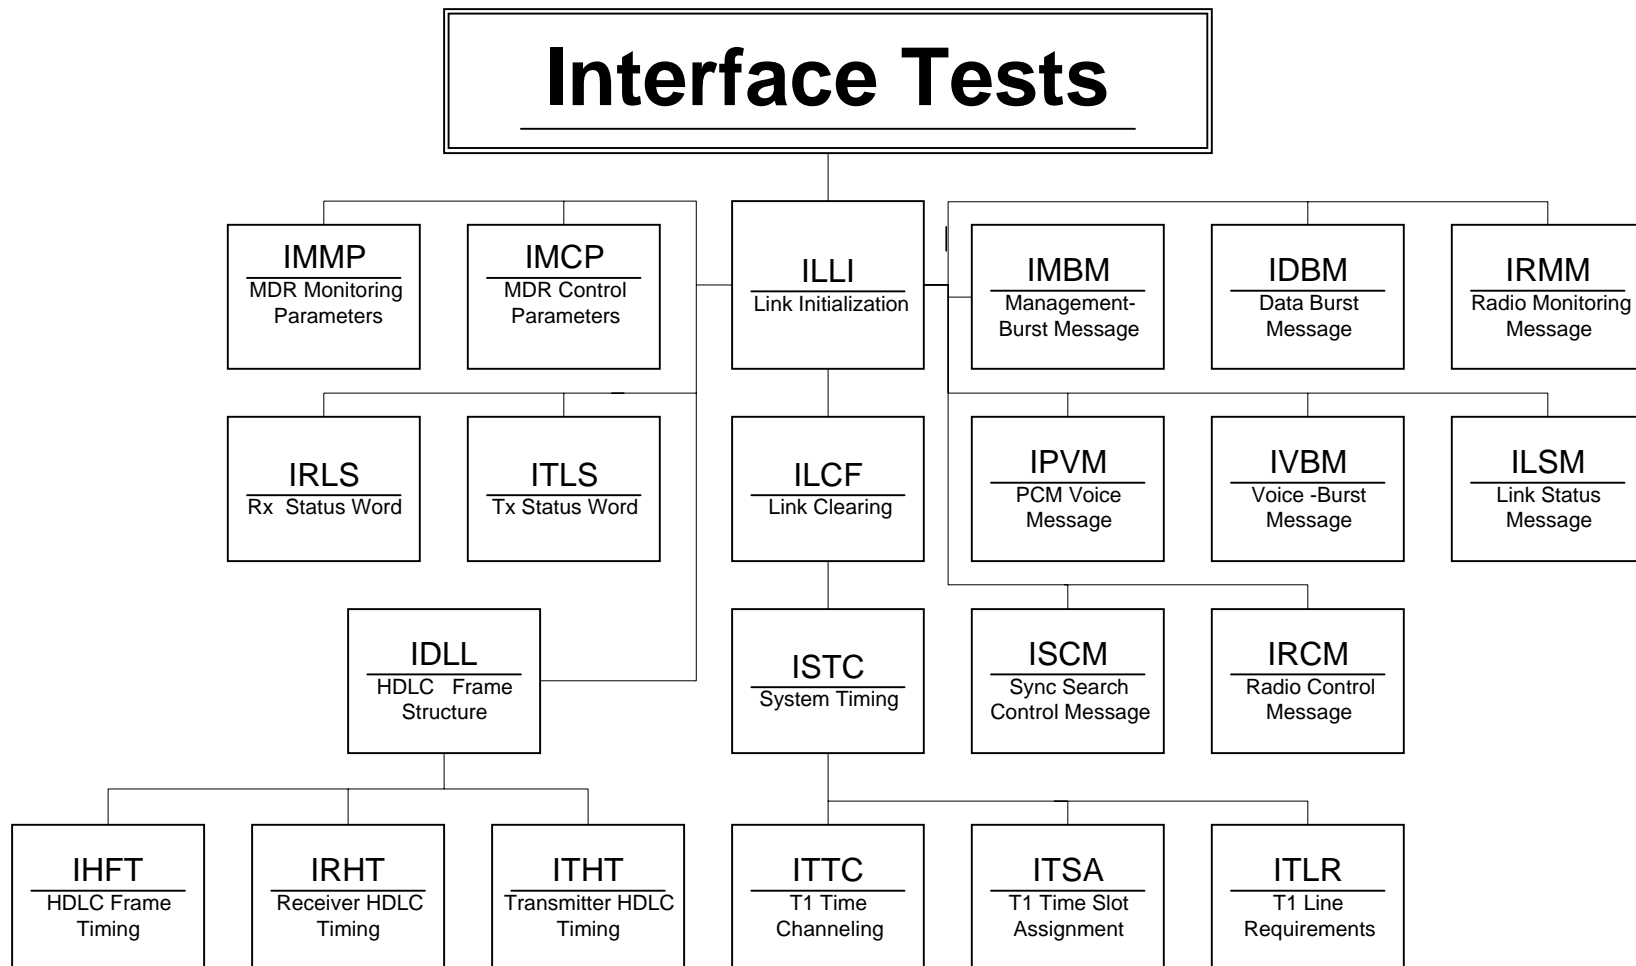 Interface Tests
IMMP
MDR Monitoring
Parameters
IMCP
MDR Control
Parameters
ILLI
Link Initialization
IMBM
Management-
Burst Message
IDBM
Data Burst
Message
IRMM
Radio Monitoring
Message
IRLS
Rx  Status Word
ITLS
Tx Status Word
ILCF
Link Clearing
IPVM
PCM Voice
Message
IVBM
Voice -Burst
Message
ILSM
Link Status
Message
IDLL
HDLC   Frame
Structure
ISTC
System Timing
ISCM
Sync Search
Control Message
IRCM
Radio Control
Message
IHFT
HDLC Frame
Timing
IRHT
Receiver HDLC
Timing
ITHT
Transmitter HDLC
Timing
ITTC
T1 Time
Channeling
ITSA
T1 Time Slot
Assignment
ITLR
T1 Line
Requirements